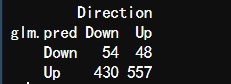 Direction
glm.pred Down Up
Down 54 48
Up 430 557